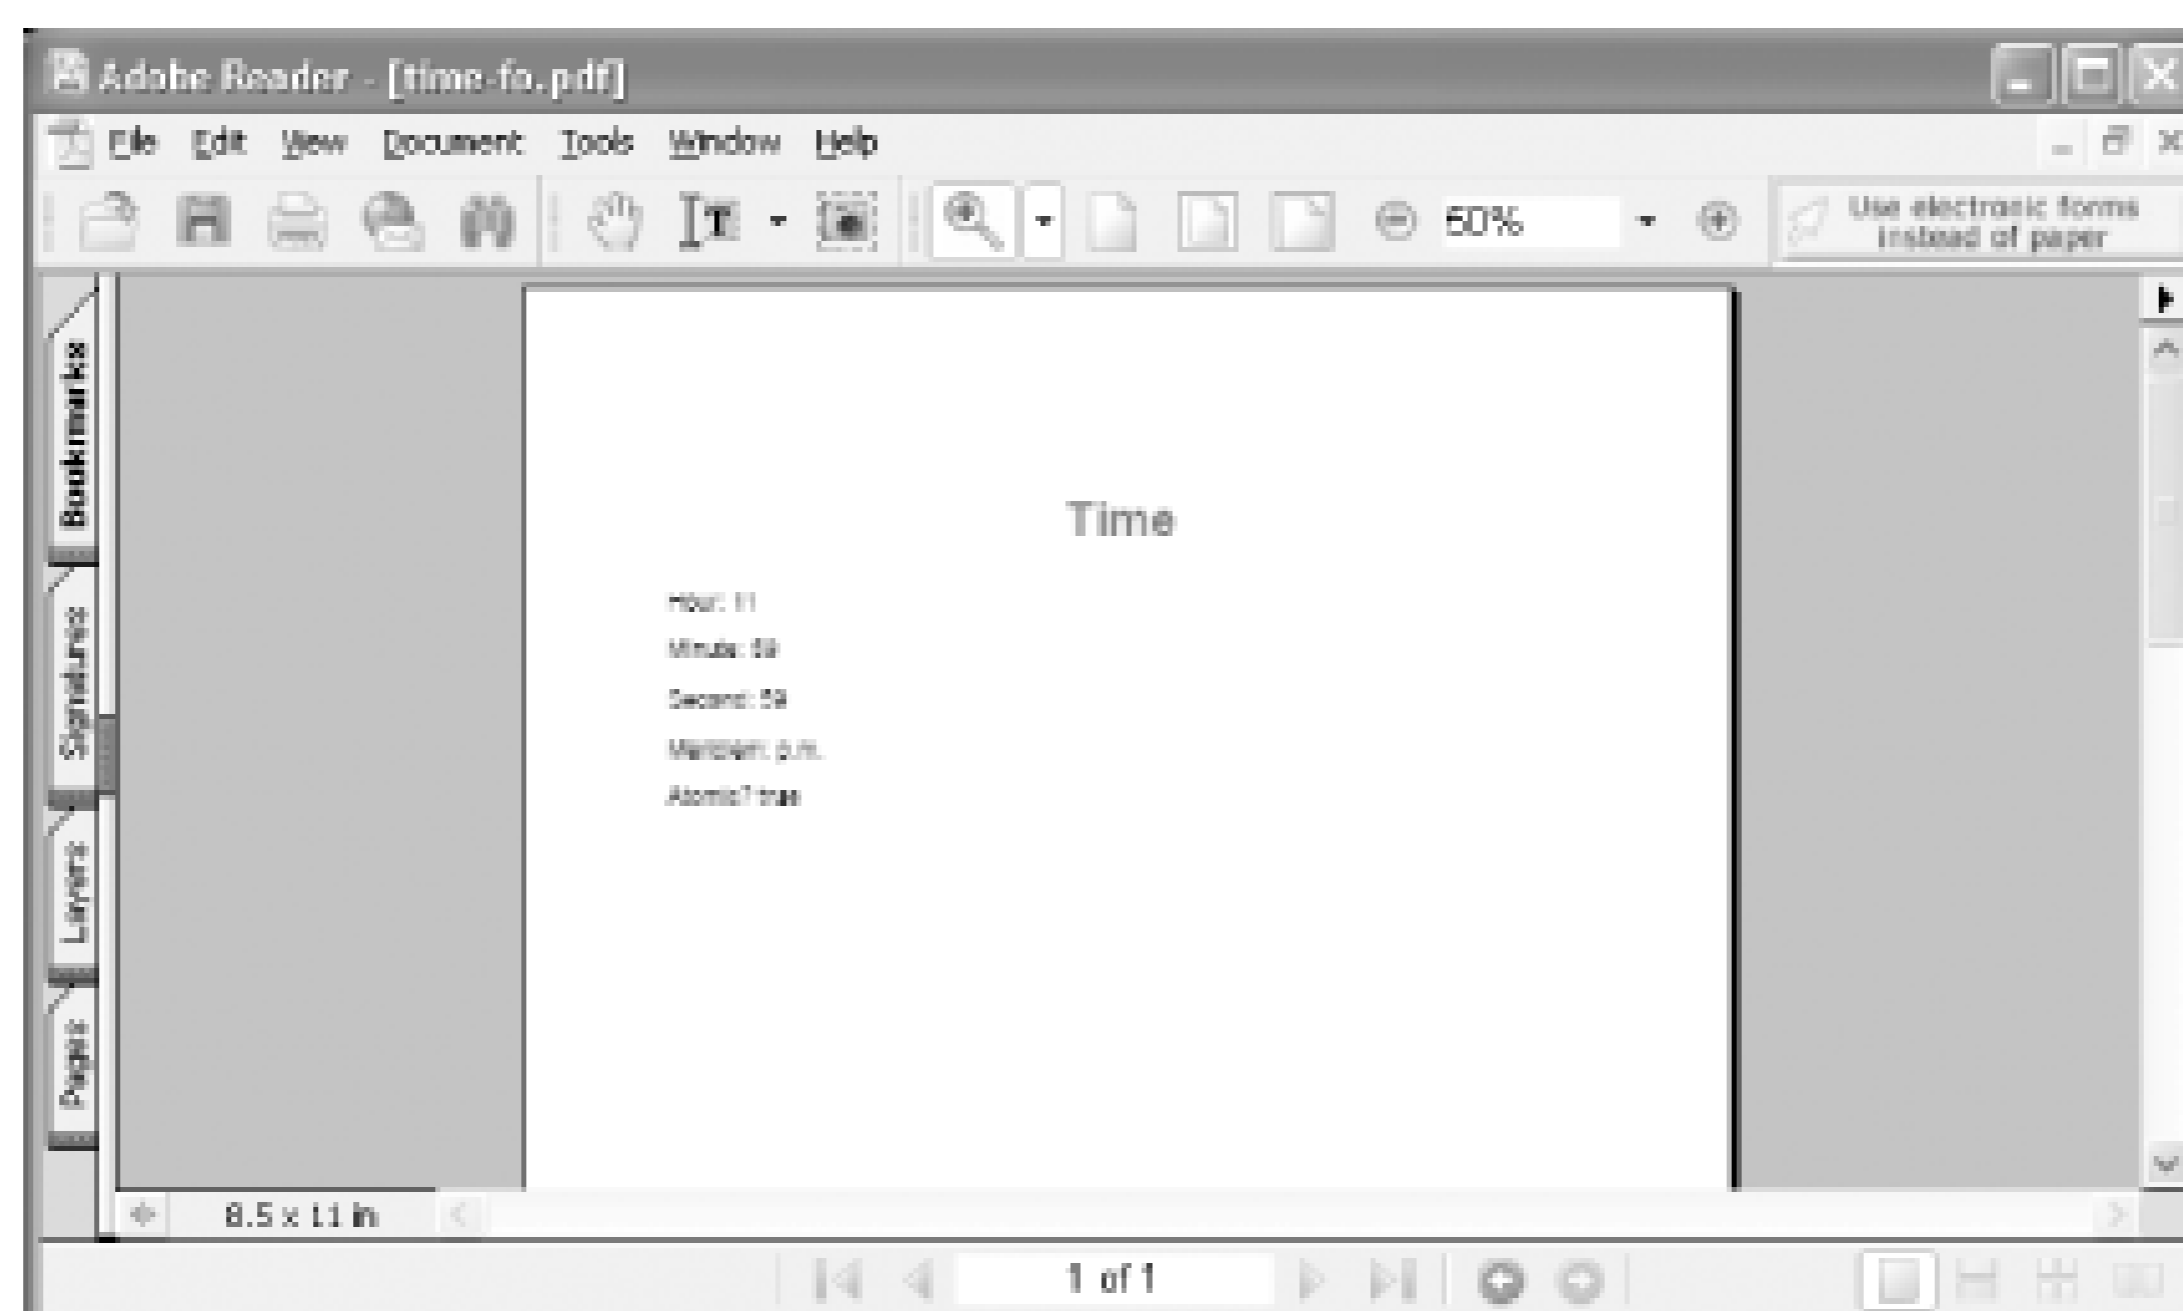 Adobe Reader - [time-fo.pdf]
File Edit View Document Tools Window Help
50%
Use electronic forms
instead of paper
Bookmarks
Signatures
Layers
Pages
Time
Hour: 11
Minute: 59
Second: 59
Meridiem: p.m.
Atomic? true
8.5 x 11 in
1 of 1